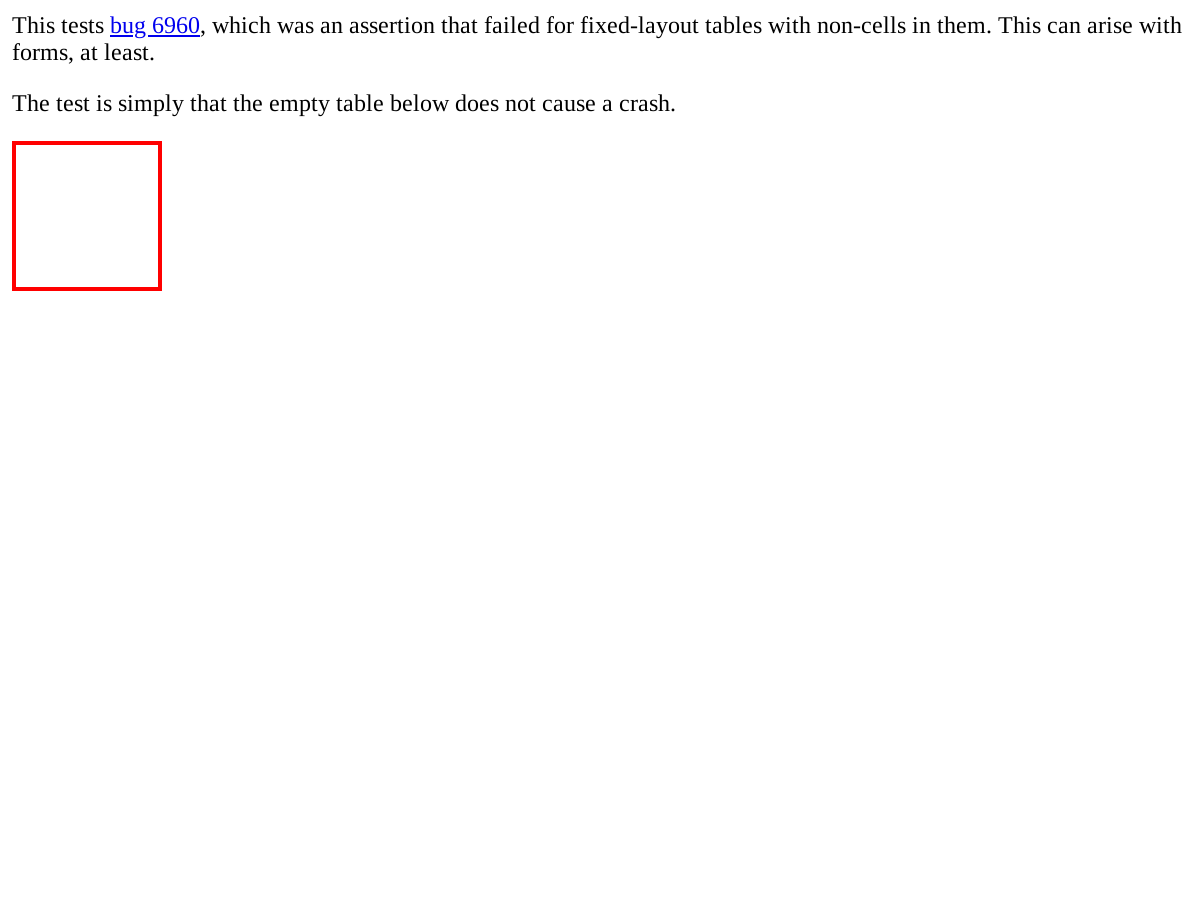 This tests bug 6960, which was an assertion that failed for fixed-layout tables with non-cells in them. This can arise with
forms, at least.
The test is simply that the empty table below does not cause a crash.